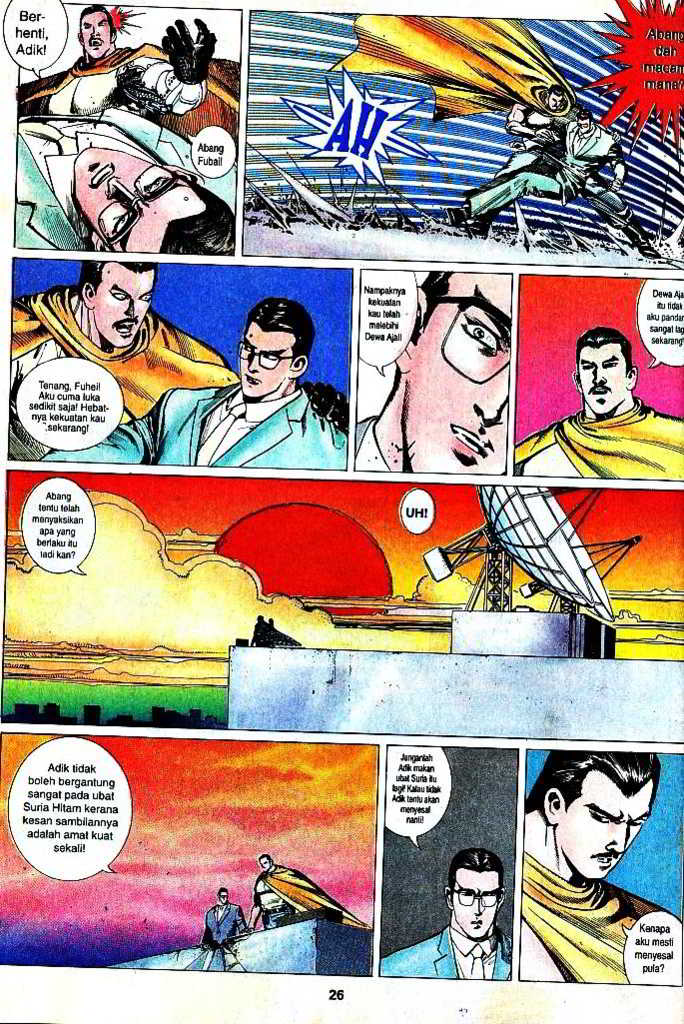 Ber-
henti,
Adik!
Abang
Fubai!
AH
Abang
dah
macam
mana?
Tenang, Fuhei!
Aku cuma luka
sedikit saja! Hebat-
nya kekuatan kau
sekarang!
Nampaknya
kekuatan
kau telah
melebihi
Dewa Ajal!
Dewa Ajal
itu tidak
aku pandang
sangat lagi
sekarang!
Abang
tentu telah
menyaksikan
apa yang
berlaku itu
tadi kan?
UH!
Adik tidak
boleh bergantung
sangat pada ubat
Suria Hitam kerana
kesan sambilannya
adalah amat kuat
sekali!
Janganlah
Adik makan
ubat Suria itu
lagi! Kalau tidak
Adik tentu akan
menyesal
nanti!
Kenapa
aku mesti
menyesal
pula?
26